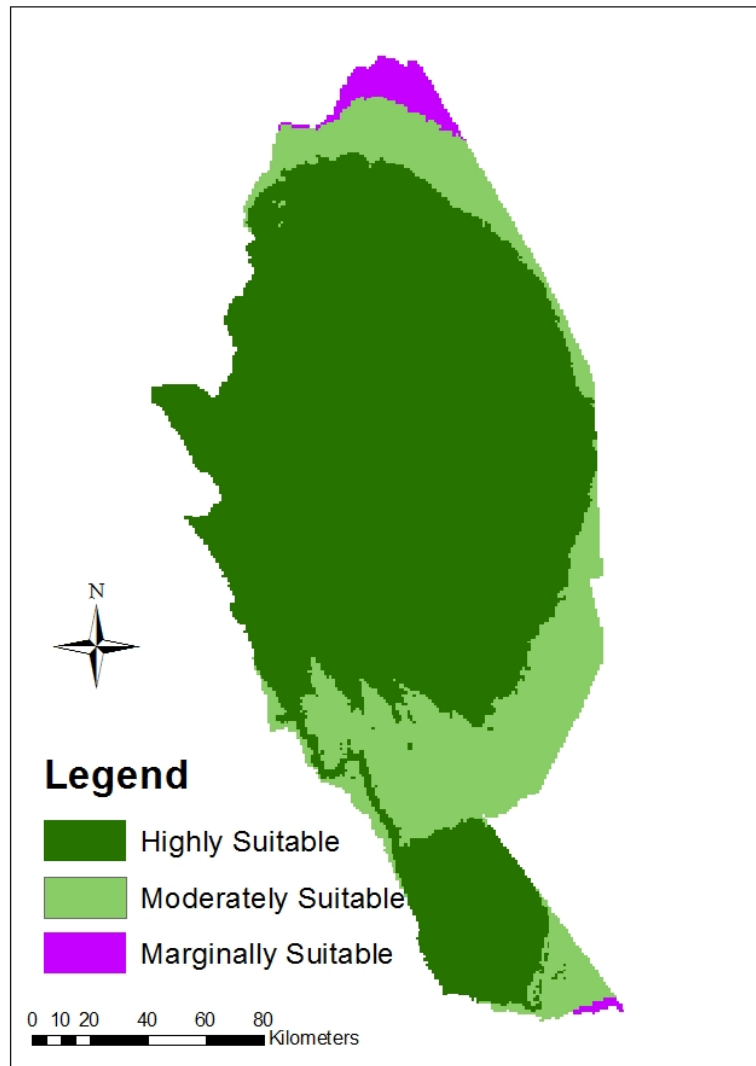 N
Legend
Highly Suitable
Moderately Suitable
Marginally Suitable
0 10 20 40 60 80
Kilometers